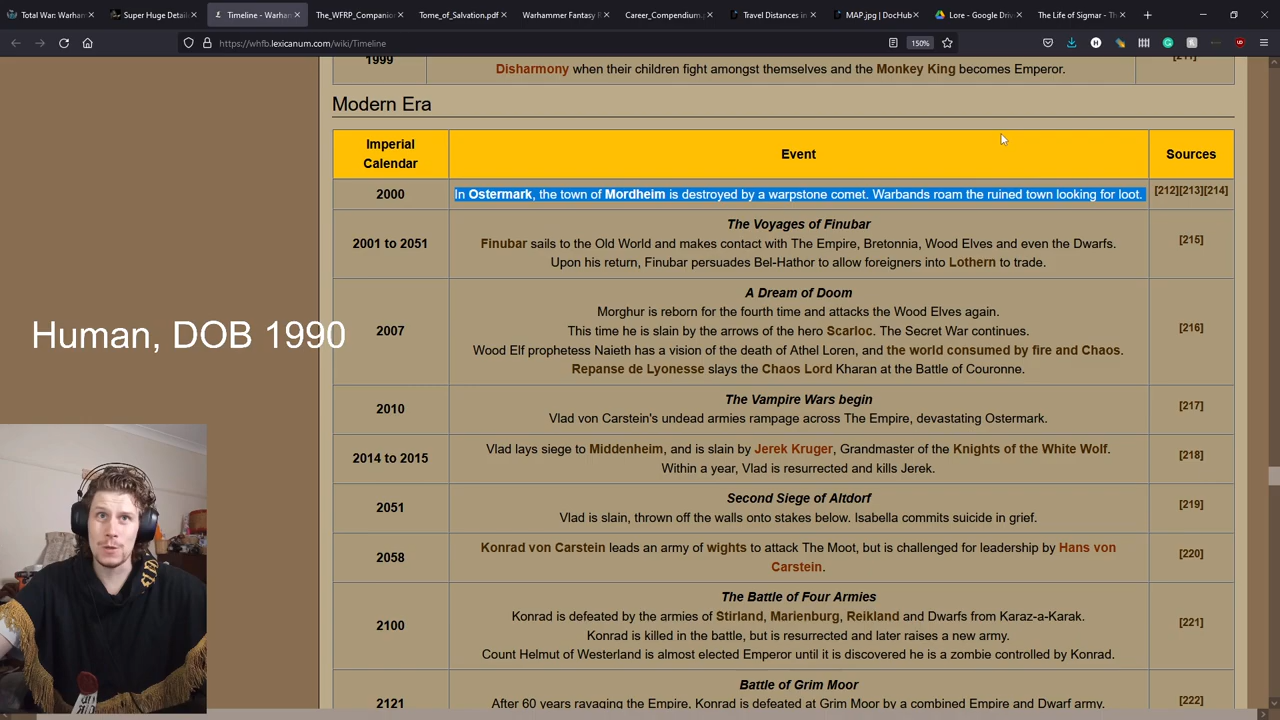 Total War: Warham
Super Huge Detaile
Timeline - Warhan
The_WFRP_Companio
Tome_of_Salvation.pdf
Warhammer Fantasy R
Career_Compendium.
Travel Distances in
MAP.jpg | DocHub
Lore - Google Driv
The Life of Sigmar - Th
https://whfb.lexicanum.com/wiki/Timeline
150%
1999
Disharmony when their children fight amongst themselves and the Monkey King becomes Emperor.
Modern Era
Imperial
Calendar
Event
Sources
2000
In Ostermark, the town of Mordheim is destroyed by a warpstone comet. Warbands roam the ruined town looking for loot.
[212][213][214]
2001 to 2051
The Voyages of Finubar
Finubar sails to the Old World and makes contact with The Empire, Bretonnia, Wood Elves and even the Dwarfs.
Upon his return, Finubar persuades Bel-Hathor to allow foreigners into Lothern to trade.
[215]
Human, DOB 1990
2007
A Dream of Doom
Morghur is reborn for the fourth time and attacks the Wood Elves again.
This time he is slain by the arrows of the hero Scarloc. The Secret War continues.
Wood Elf prophetess Naieth has a vision of the death of Athel Loren, and the world consumed by fire and Chaos.
Repanse de Lyonesse slays the Chaos Lord Kharan at the Battle of Couronne.
[216]
2010
The Vampire Wars begin
Vlad von Carstein's undead armies rampage across The Empire, devastating Ostermark.
[217]
2014 to 2015
Vlad lays siege to Middenheim, and is slain by Jerek Kruger, Grandmaster of the Knights of the White Wolf.
Within a year, Vlad is resurrected and kills Jerek.
[218]
2051
Second Siege of Altdorf
Vlad is slain, thrown off the walls onto stakes below. Isabella commits suicide in grief.
[219]
2058
Konrad von Carstein leads an army of wights to attack The Moot, but is challenged for leadership by Hans von
Carstein.
[220]
2100
The Battle of Four Armies
Konrad is defeated by the armies of Stirland, Marienburg, Reikland and Dwarfs from Karaz-a-Karak.
Konrad is killed in the battle, but is resurrected and later raises a new army.
Count Helmut of Westerland is almost elected Emperor until it is discovered he is a zombie controlled by Konrad.
[221]
2121
Battle of Grim Moor
After 60 years ravaging the Empire, Konrad is defeated at Grim Moor by a combined Empire and Dwarf army.
[222]